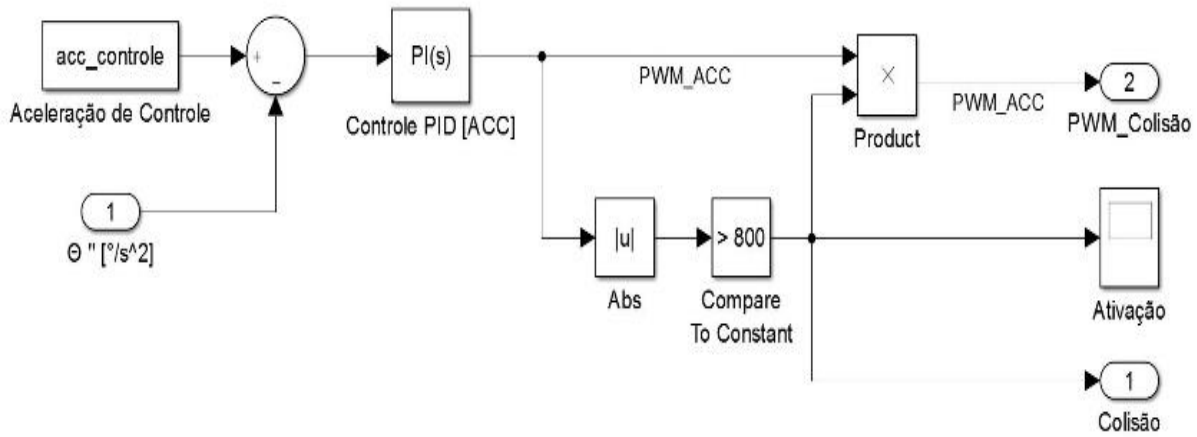 acc_controle
Aceleração de Controle
+
−
PI(s)
Controle PID [ACC]
PWM_ACC
×
Product
PWM_ACC
2
PWM_Colisão
1
Θ '' [°/s^2]
|u|
Abs
> 800
Compare
To Constant
Ativação
1
Colisão